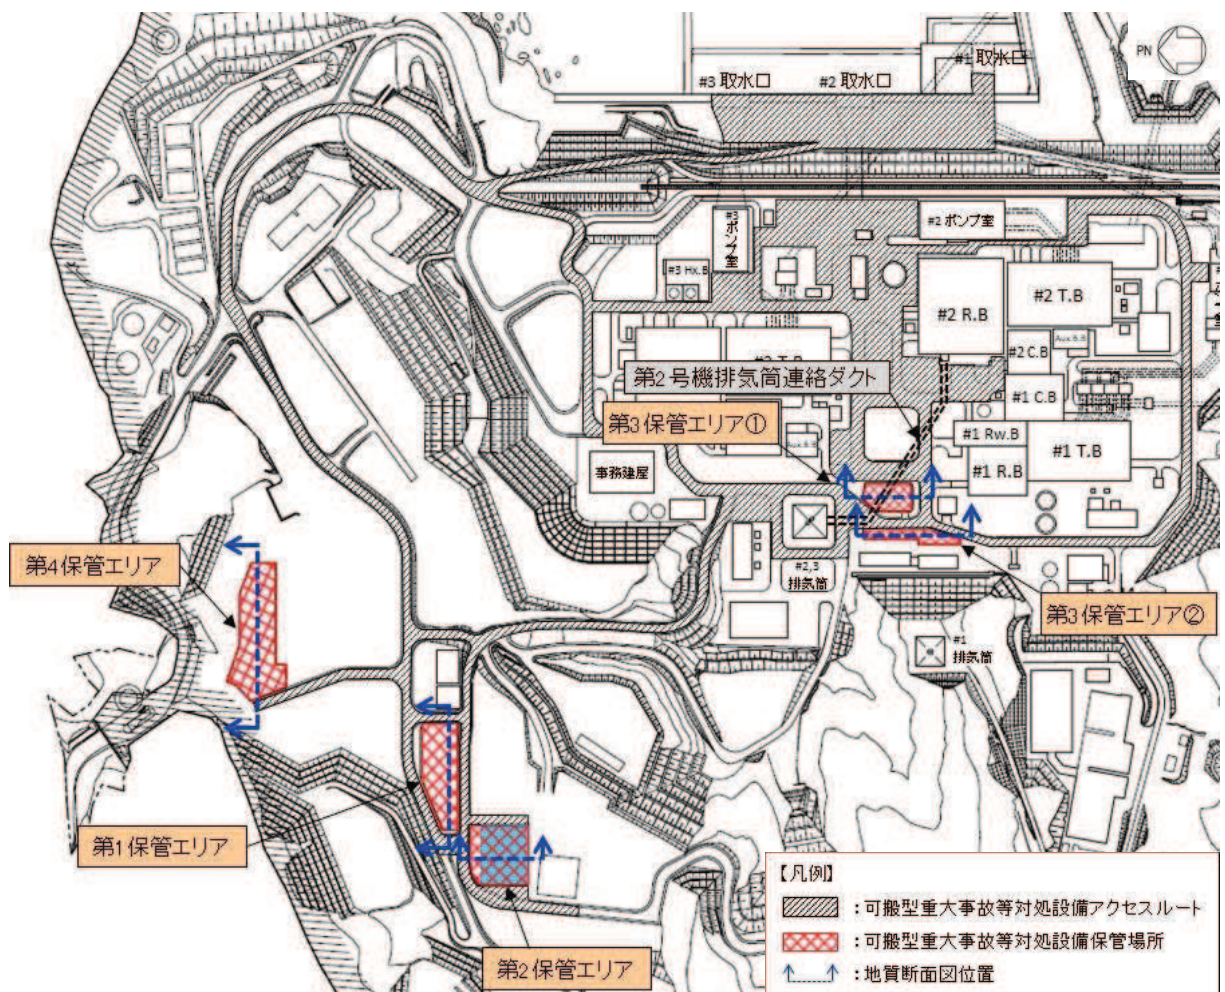 PN
#1 取水口
#3 取水口
#2 取水口
#3
ポンプ室
#2 ポンプ室
#3 Hx.B
#2 R.B
#2 T.B
#2 C.B
Aux.B.B
#1 C.B
第2号機排気筒連絡ダクト
第3保管エリア①
Aux.B.B
#1 Rw.B
#1 R.B
#1 T.B
事務建屋
第4保管エリア
#2,3
排気筒
第3保管エリア②
#1
排気筒
第1保管エリア
第2保管エリア
【凡例】
：可搬型重大事故等対処設備アクセスルート
：可搬型重大事故等対処設備保管場所
：地質断面図位置